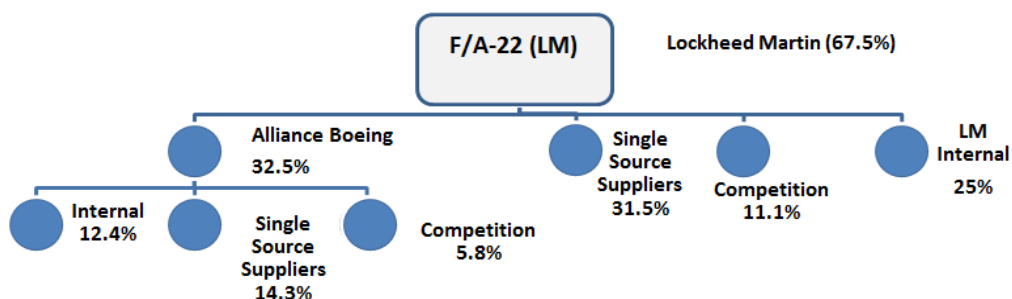 F/A-22 (LM)
Lockheed Martin (67.5%)
Alliance Boeing
32.5%
Single
Source
Suppliers
31.5%
Competition
11.1%
LM
Internal
25%
Internal
12.4%
Single
Source
Suppliers
14.3%
Competition
5.8%